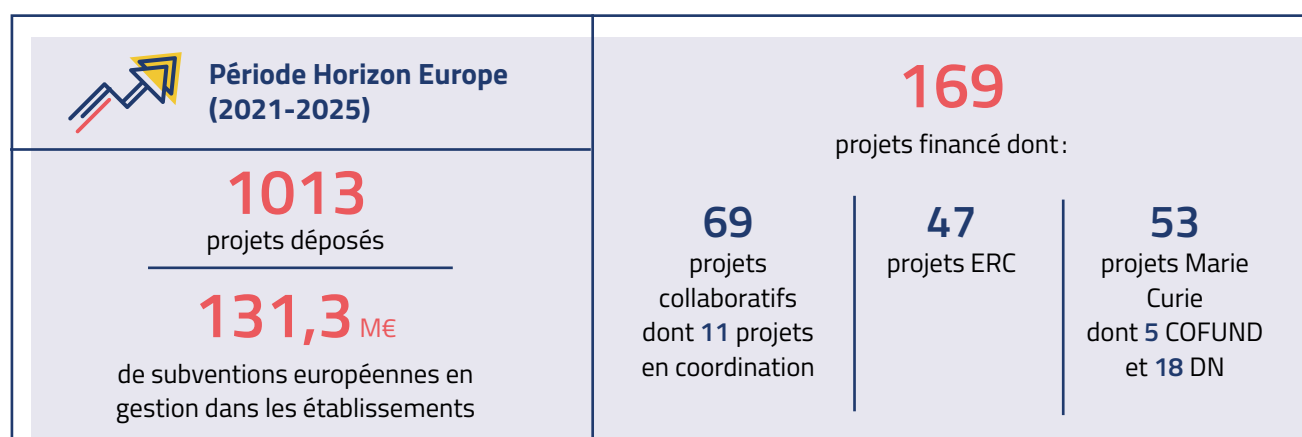 Période Horizon Europe
(2021-2025)
1013
projets déposés
131,3 M€
de subventions européennes en
gestion dans les établissements
169
projets financé dont :
69
projets
collaboratifs
dont 11 projets
en coordination
47
projets ERC
53
projets Marie
Curie
dont 5 COFUND
et 18 DN